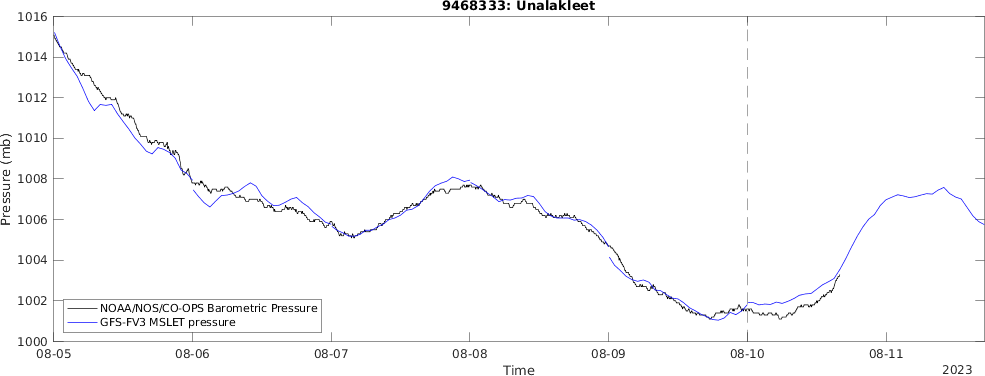 9468333: Unalakleet
1016
1014
1012
1010
1008
1006
1004
1002
1000
Pressure (mb)
NOAA/NOS/CO-OPS Barometric Pressure
GFS-FV3 MSLET pressure
08-05 08-06 08-07 08-08 08-09 08-10 08-11
Time
2023